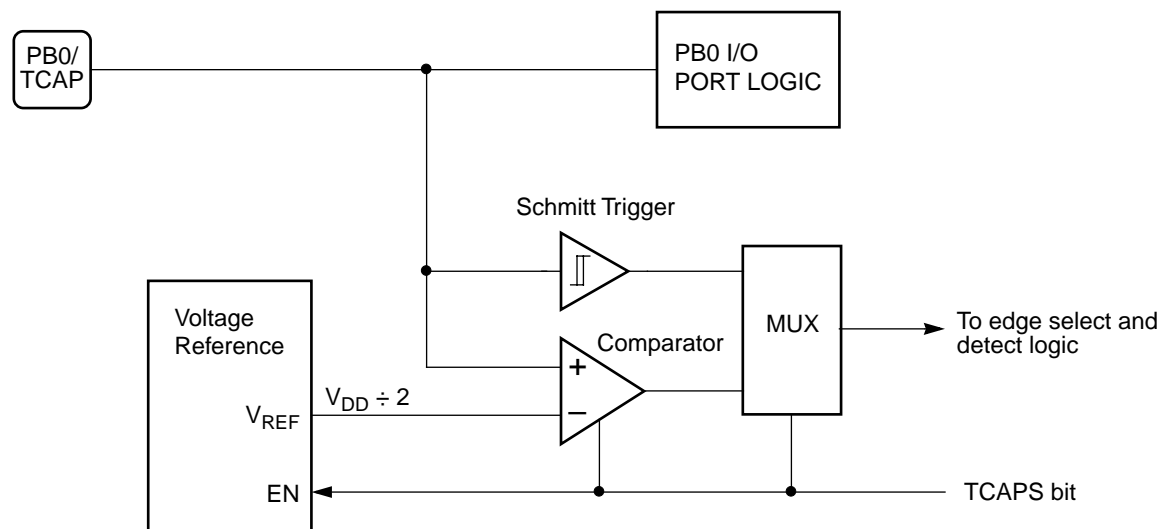 PB0/
TCAP
PB0 I/O
PORT LOGIC
Schmitt Trigger
Voltage
Reference
MUX
To edge select and
detect logic
Comparator
+
VDD ÷ 2
−
VREF
EN
TCAPS bit